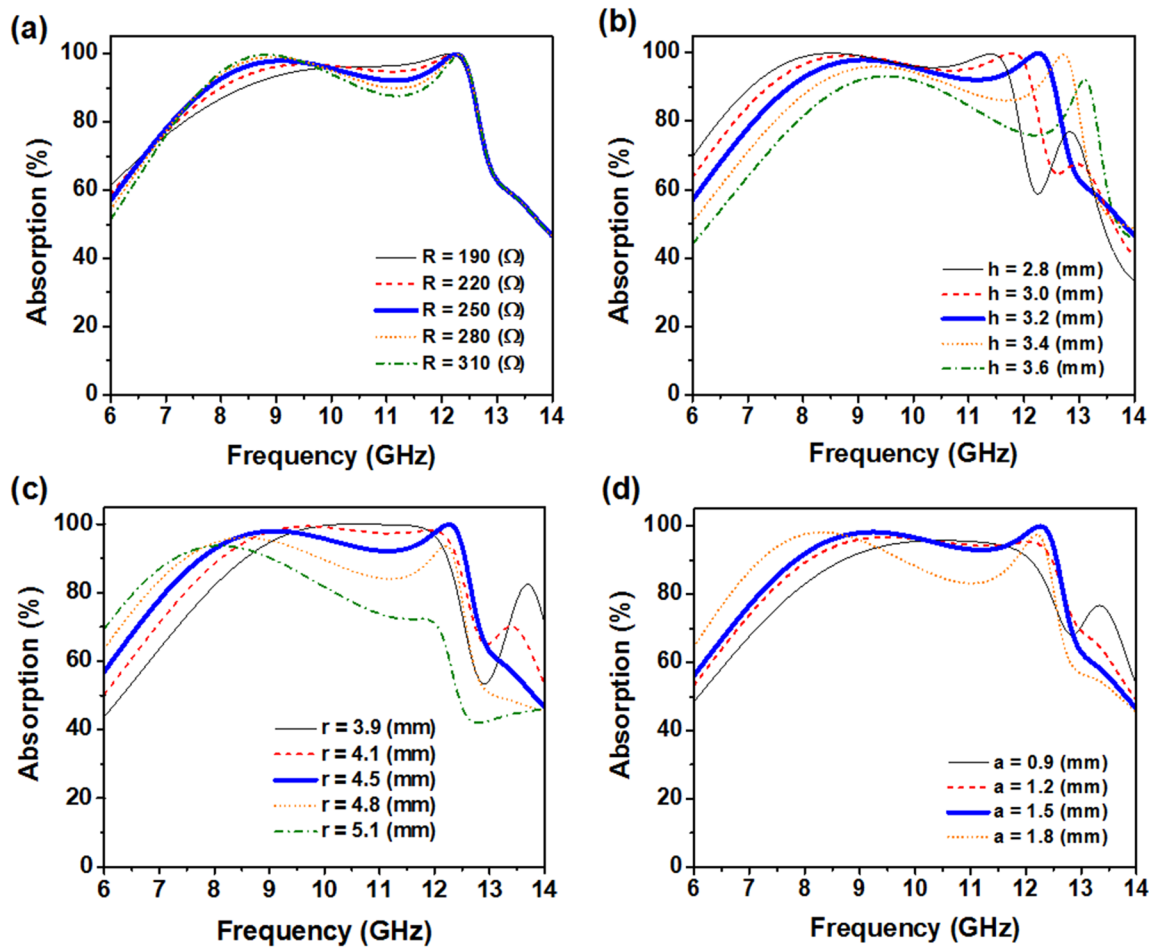 (a)
Absorption (%)
100
80
60
40
20
0
R = 190 (Ω)
R = 220 (Ω)
R = 250 (Ω)
R = 280 (Ω)
R = 310 (Ω)
6 7 8 9 10 11 12 13 14
Frequency (GHz)
(b)
Absorption (%)
100
80
60
40
20
0
h = 2.8 (mm)
h = 3.0 (mm)
h = 3.2 (mm)
h = 3.4 (mm)
h = 3.6 (mm)
6 7 8 9 10 11 12 13 14
Frequency (GHz)
(c)
Absorption (%)
100
80
60
40
20
0
r = 3.9 (mm)
r = 4.1 (mm)
r = 4.5 (mm)
r = 4.8 (mm)
r = 5.1 (mm)
6 7 8 9 10 11 12 13 14
Frequency (GHz)
(d)
Absorption (%)
100
80
60
40
20
0
a = 0.9 (mm)
a = 1.2 (mm)
a = 1.5 (mm)
a = 1.8 (mm)
6 7 8 9 10 11 12 13 14
Frequency (GHz)